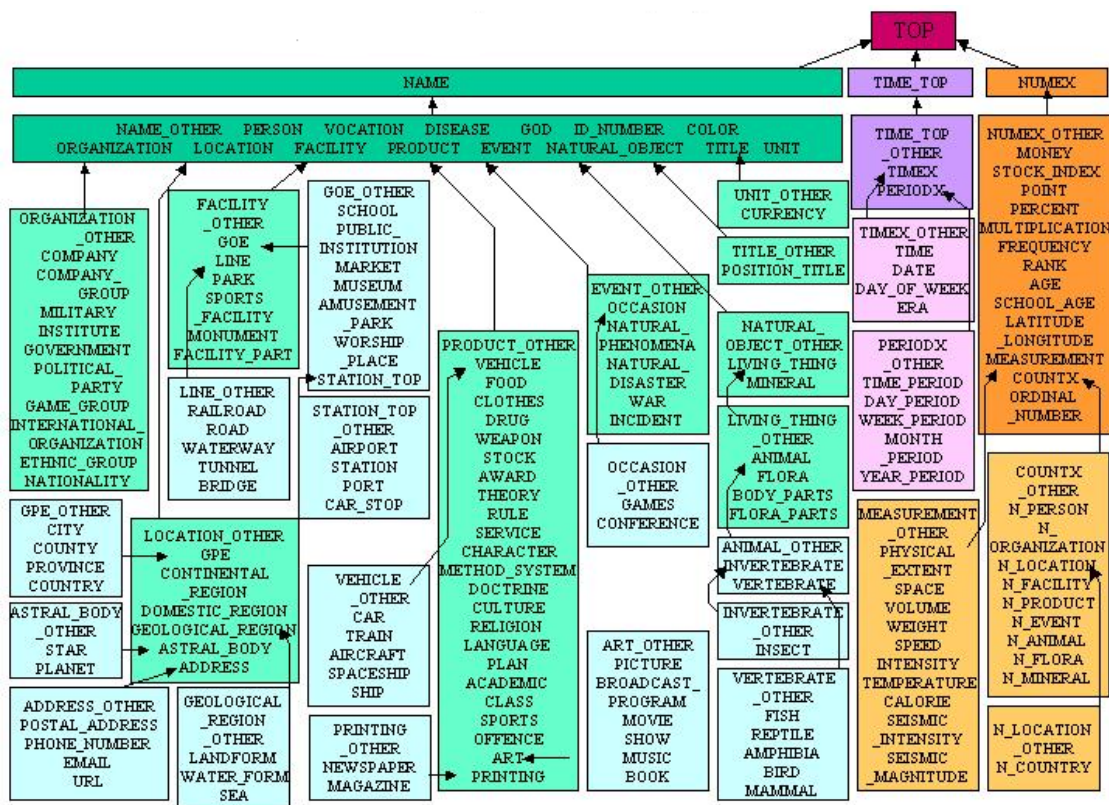 TOP
NAME
TIME_TOP
NUMEX
NAME_OTHER PERSON VOCATION DISEASE GOD ID_NUMBER COLOR
ORGANIZATION LOCATION FACILITY PRODUCT EVENT NATURAL_OBJECT TITLE UNIT
TIME_TOP
_OTHER
TIMEX
PERIODX
NUMEX_OTHER
MONEY
STOCK_INDEX
POINT
PERCENT
MULTIPLICATION
FREQUENCY
RANK
AGE
SCHOOL_AGE
LATITUDE
_LONGITUDE
MEASUREMENT
COUNTX
ORDINAL
_NUMBER
ORGANIZATION
_OTHER
COMPANY
COMPANY_
GROUP
MILITARY
INSTITUTE
GOVERNMENT
POLITICAL_
PARTY
GAME_GROUP
INTERNATIONAL_
ORGANIZATION
ETHNIC_GROUP
NATIONALITY
FACILITY
_OTHER
GOE
LINE
PARK
SPORTS
_FACILITY
MONUMENT
FACILITY_PART
GOE_OTHER
SCHOOL
PUBLIC_
INSTITUTION
MARKET
MUSEUM
AMUSEMENT
_PARK
WORSHIP
_PLACE
STATION_TOP
UNIT_OTHER
CURRENCY
TITLE_OTHER
POSITION_TITLE
TIMEX_OTHER
TIME
DATE
DAY_OF_WEEK
ERA
EVENT_OTHER
OCCASION
NATURAL_
PHENOMENA
NATURAL_
DISASTER
WAR
INCIDENT
NATURAL_
OBJECT_OTHER
LIVING_THING
MINERAL
PERIODX
_OTHER
TIME_PERIOD
DAY_PERIOD
WEEK_PERIOD
MONTH
_PERIOD
YEAR_PERIOD
PRODUCT_OTHER
VEHICLE
FOOD
CLOTHES
DRUG
WEAPON
STOCK
AWARD
THEORY
RULE
SERVICE
CHARACTER
METHOD_SYSTEM
DOCTRINE
CULTURE
RELIGION
LANGUAGE
PLAN
ACADEMIC
CLASS
SPORTS
OFFENCE
ART
PRINTING
LINE_OTHER
RAILROAD
ROAD
WATERWAY
TUNNEL
BRIDGE
STATION_TOP
_OTHER
AIRPORT
STATION
PORT
CAR_STOP
LIVING_THING
_OTHER
ANIMAL
FLORA
BODY_PARTS
FLORA_PARTS
OCCASION
_OTHER
GAMES
CONFERENCE
COUNTX
_OTHER
N_PERSON
N_
ORGANIZATION
N_LOCATION
N_FACILITY
N_PRODUCT
N_EVENT
N_ANIMAL
N_FLORA
N_MINERAL
GPE_OTHER
CITY
COUNTY
PROVINCE
COUNTRY
LOCATION_OTHER
GPE
CONTINENTAL
_REGION
DOMESTIC_REGION
GEOLOGICAL_REGION
ASTRAL_BODY
ADDRESS
MEASUREMENT
_OTHER
PHYSICAL
_EXTENT
SPACE
VOLUME
WEIGHT
SPEED
INTENSITY
TEMPERATURE
CALORIE
SEISMIC
_INTENSITY
SEISMIC
_MAGNITUDE
ANIMAL_OTHER
INVERTEBRATE
VERTEBRATE
VEHICLE
_OTHER
CAR
TRAIN
AIRCRAFT
SPACESHIP
SHIP
ASTRAL_BODY
_OTHER
STAR
PLANET
INVERTEBRATE
_OTHER
INSECT
ART_OTHER
PICTURE
BROADCAST_
PROGRAM
MOVIE
SHOW
MUSIC
BOOK
VERTEBRATE
_OTHER
FISH
REPTILE
AMPHIBIA
BIRD
MAMMAL
ADDRESS_OTHER
POSTAL_ADDRESS
PHONE_NUMBER
EMAIL
URL
GEOLOGICAL
_REGION
_OTHER
LANDFORM
WATER_FORM
SEA
PRINTING
_OTHER
NEWSPAPER
MAGAZINE
N_LOCATION
_OTHER
N_COUNTRY